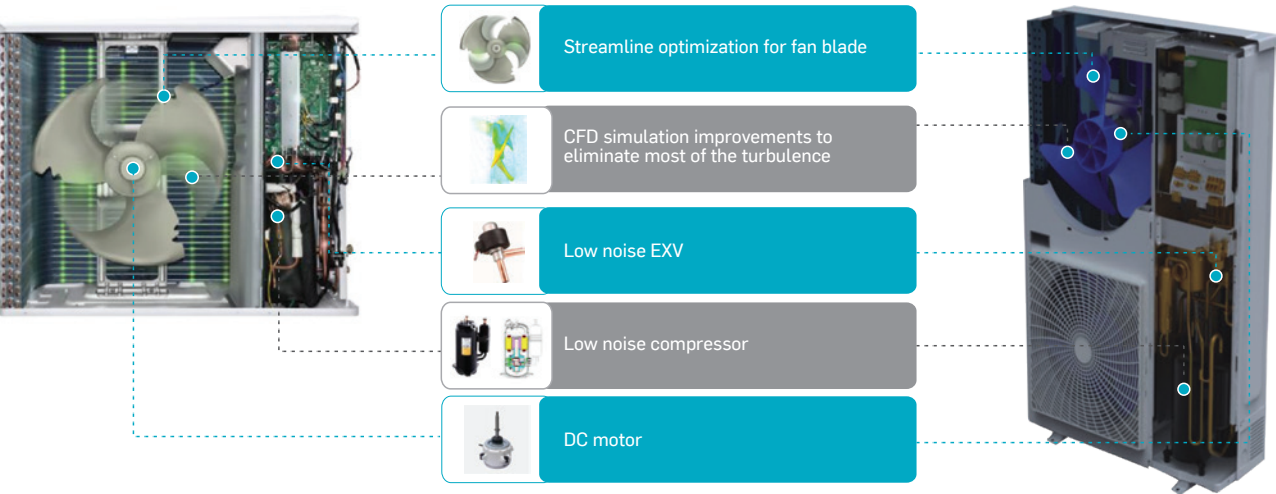 Streamline optimization for fan blade
CFD simulation improvements to
eliminate most of the turbulence
Low noise EXV
Low noise compressor
DC motor